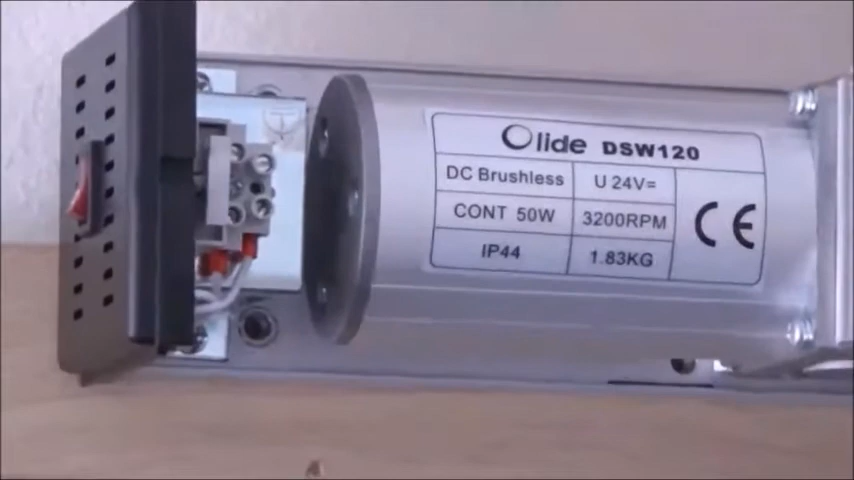 Olide DSW120
DC Brushless U 24V⎓
CONT 50W 3200RPM
IP44 1.83KG
CE